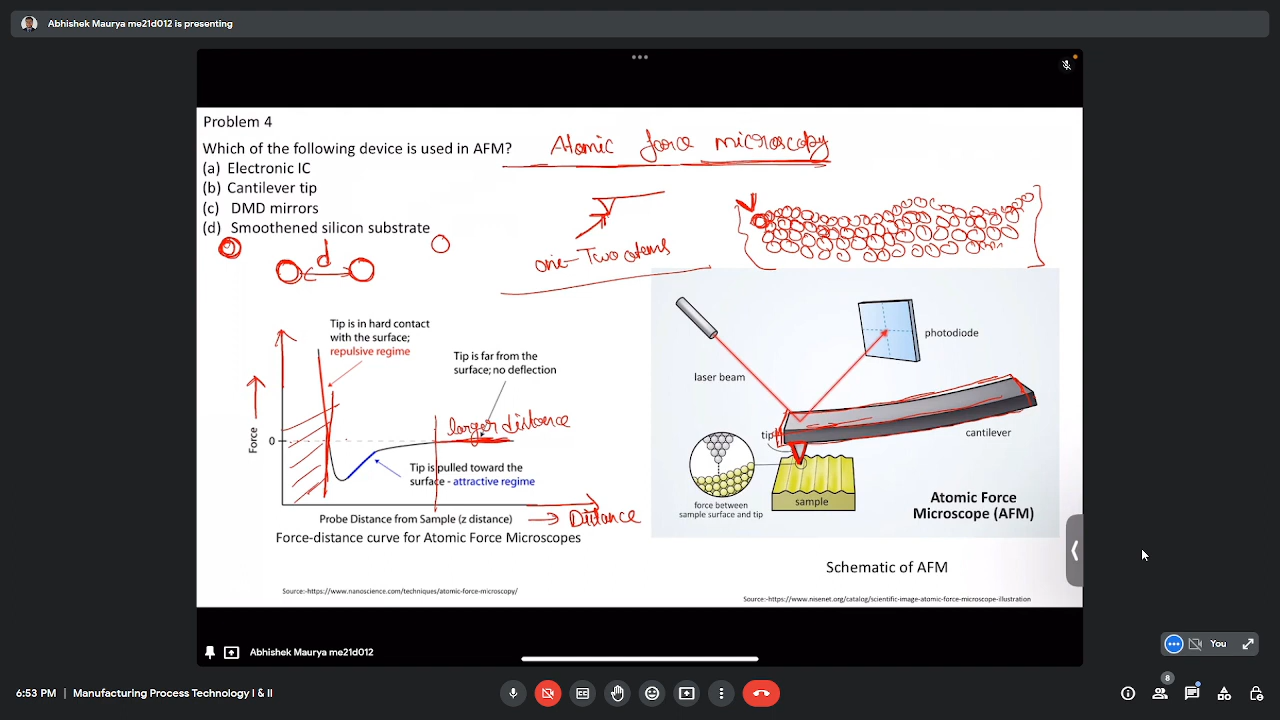 Abhishek Maurya me21d012 is presenting
Problem 4
Which of the following device is used in AFM?
Atomic force microscopy
(a) Electronic IC
(b) Cantilever tip
(c) DMD mirrors
(d) Smoothened silicon substrate
d
one-Two atoms
Tip is in hard contact
with the surface;
repulsive regime
Tip is far from the
surface; no deflection
larger distance
Force
0
Tip is pulled toward the
surface - attractive regime
Probe Distance from Sample (z distance)
Distance
Force-distance curve for Atomic Force Microscopes
Source:-https://www.nanoscience.com/techniques/atomic-force-microscopy/
photodiode
laser beam
tip
cantilever
sample
force between
sample surface and tip
Atomic Force
Microscope (AFM)
Schematic of AFM
Source:-https://www.nisenet.org/catalog/scientific-image-atomic-force-microscope-illustration
Abhishek Maurya me21d012
You
6:53 PM | Manufacturing Process Technology I & II
8